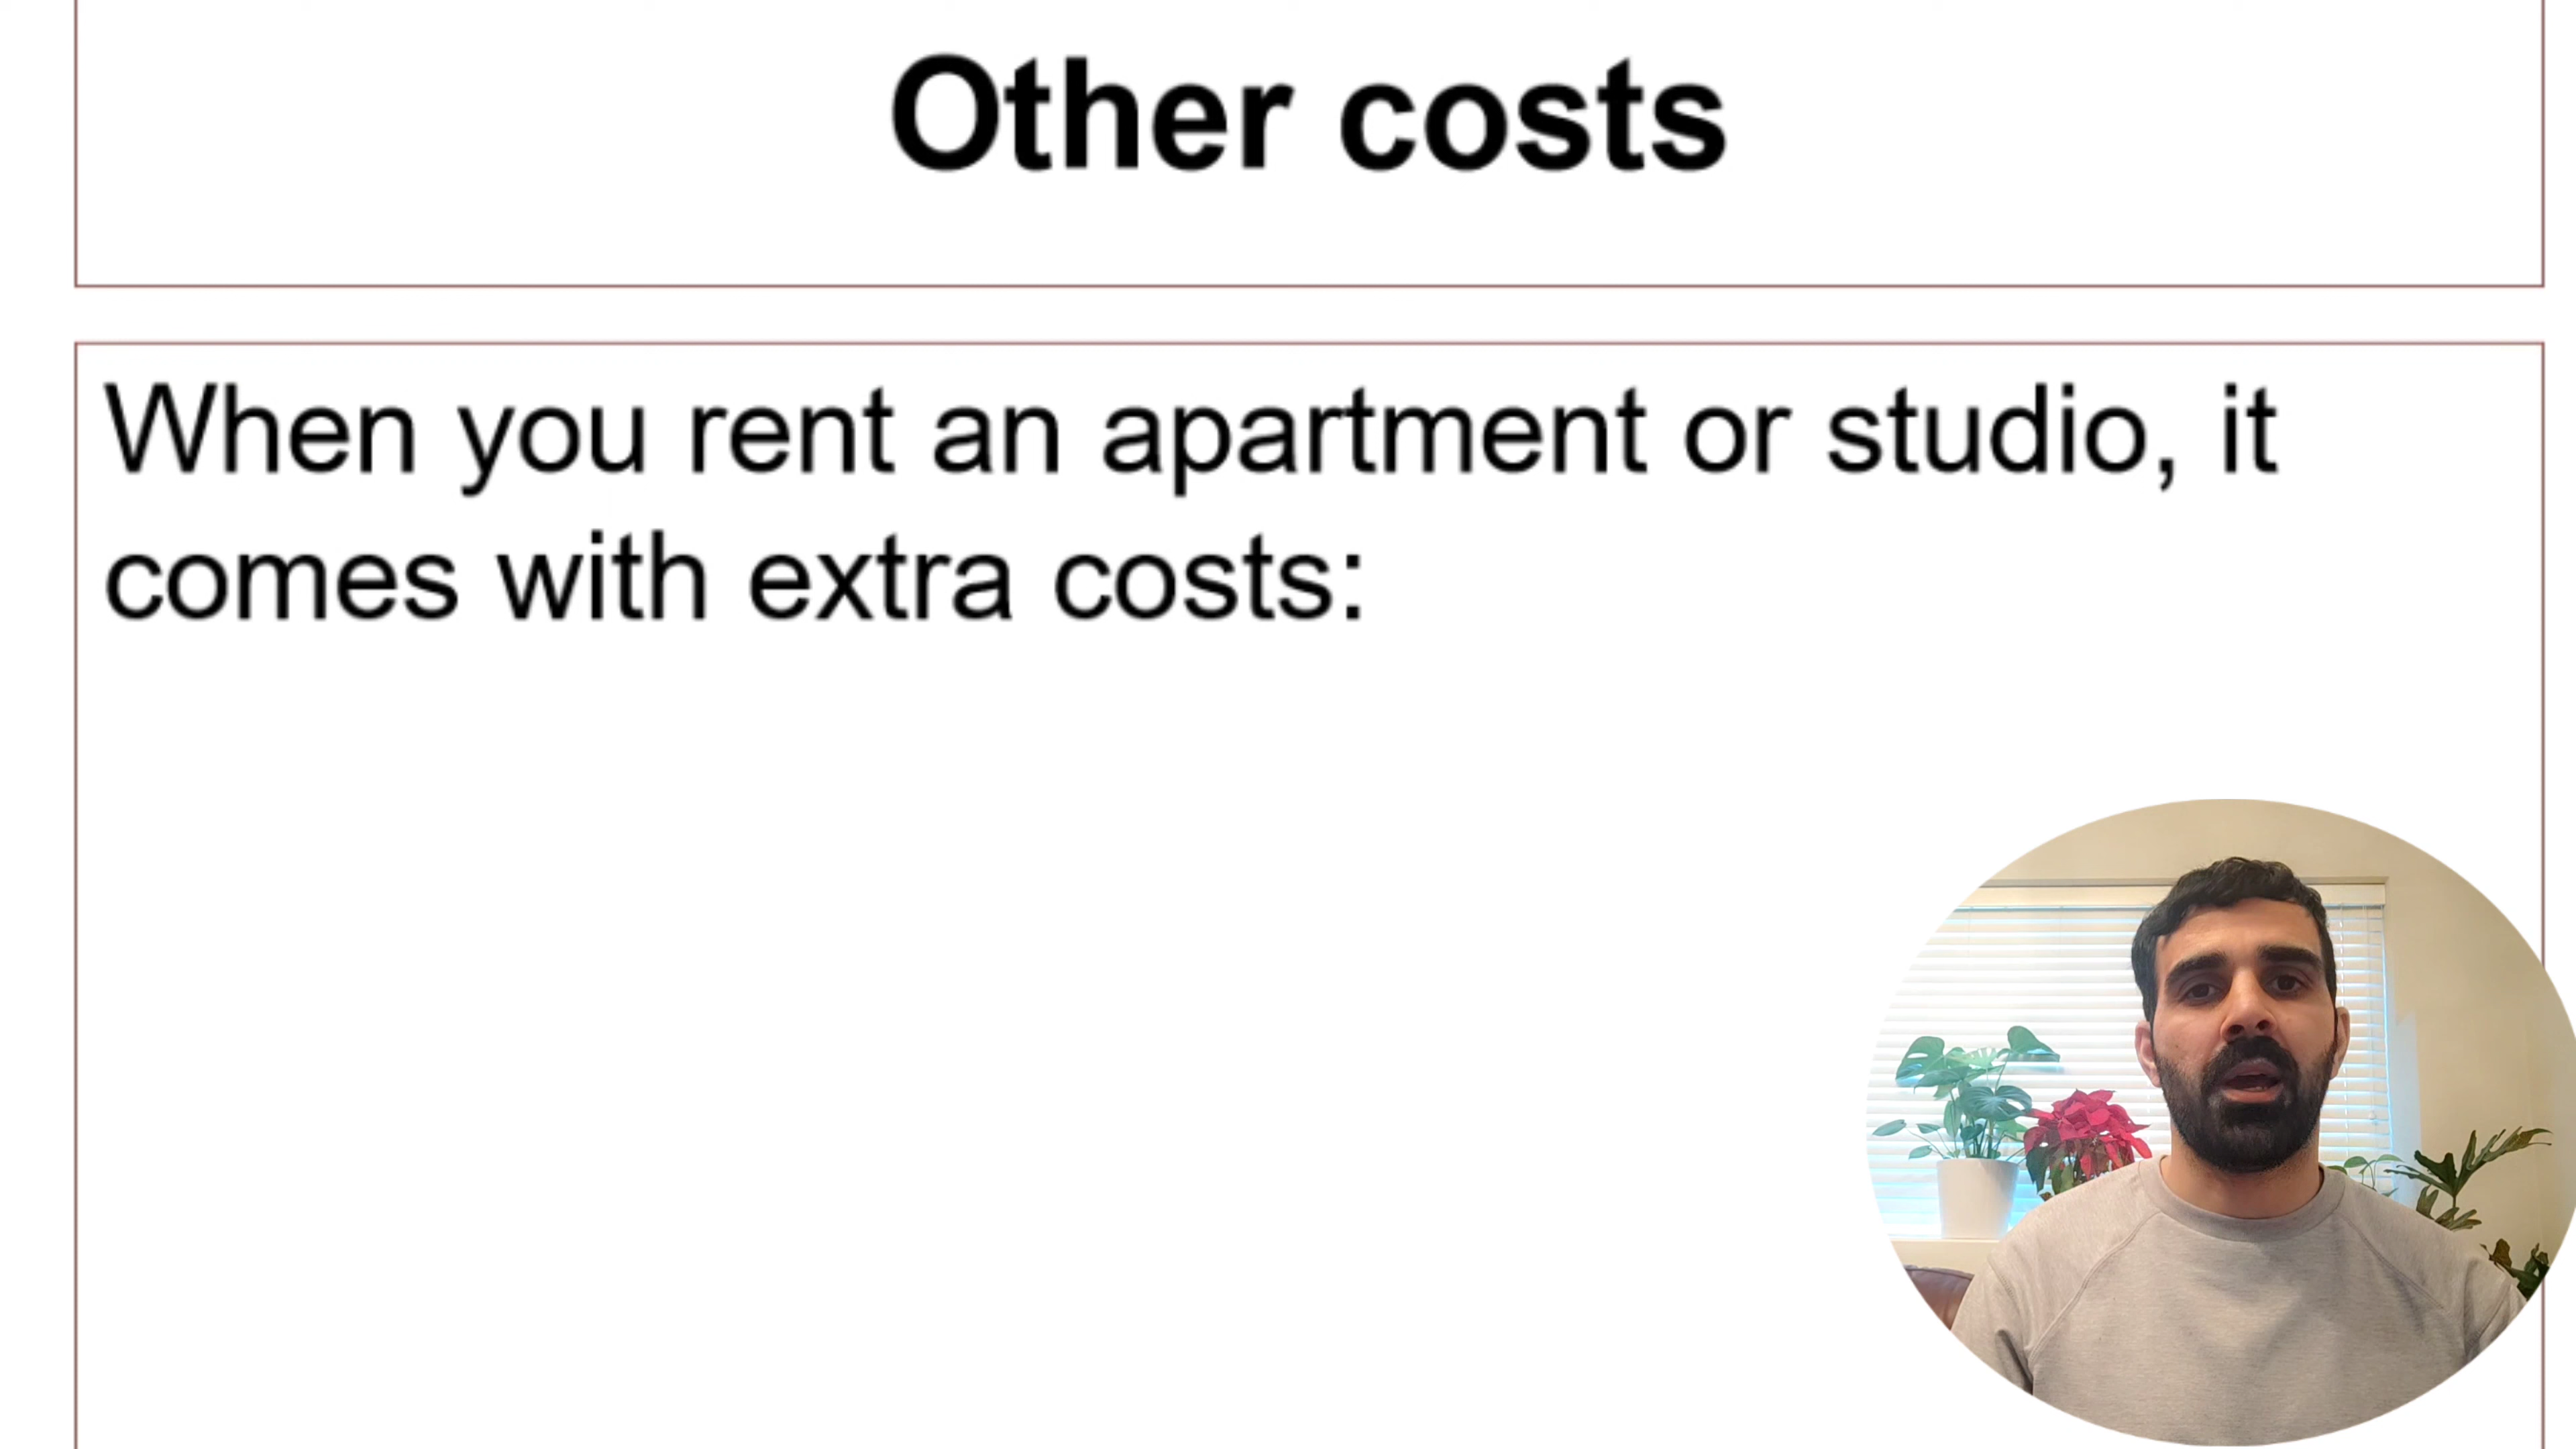 Other costs
When you rent an apartment or studio, it
comes with extra costs: